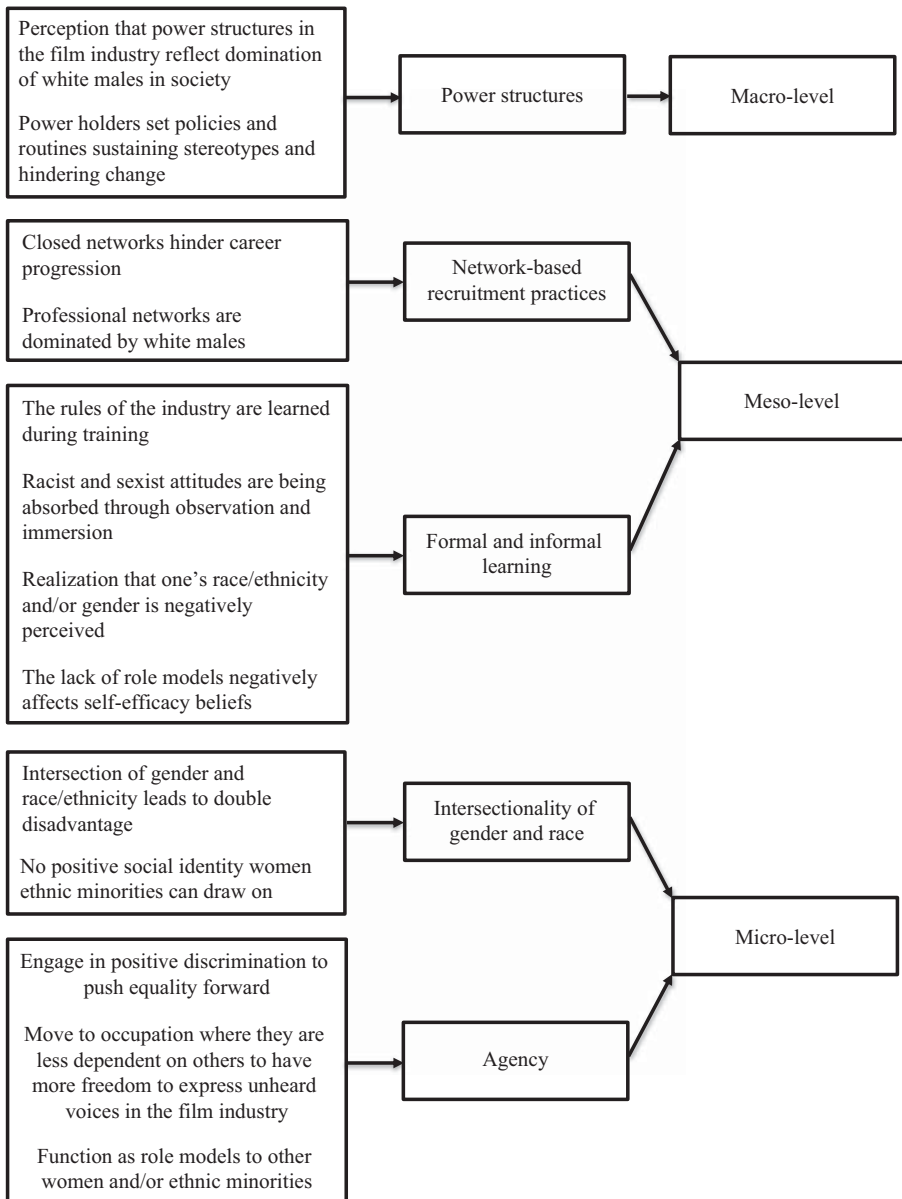 Perception that power structures in
the film industry reflect domination
of white males in society
Power holders set policies and
routines sustaining stereotypes and
hindering change
Power structures
Macro-level
Closed networks hinder career
progression
Professional networks are
dominated by white males
Network-based
recruitment practices
Meso-level
The rules of the industry are learned
during training
Racist and sexist attitudes are being
absorbed through observation and
immersion
Realization that one’s race/ethnicity
and/or gender is negatively
perceived
The lack of role models negatively
affects self-efficacy beliefs
Formal and informal
learning
Intersection of gender and
race/ethnicity leads to double
disadvantage
No positive social identity women
ethnic minorities can draw on
Intersectionality of
gender and race
Micro-level
Engage in positive discrimination to
push equality forward
Move to occupation where they are
less dependent on others to have
more freedom to express unheard
voices in the film industry
Function as role models to other
women and/or ethnic minorities
Agency